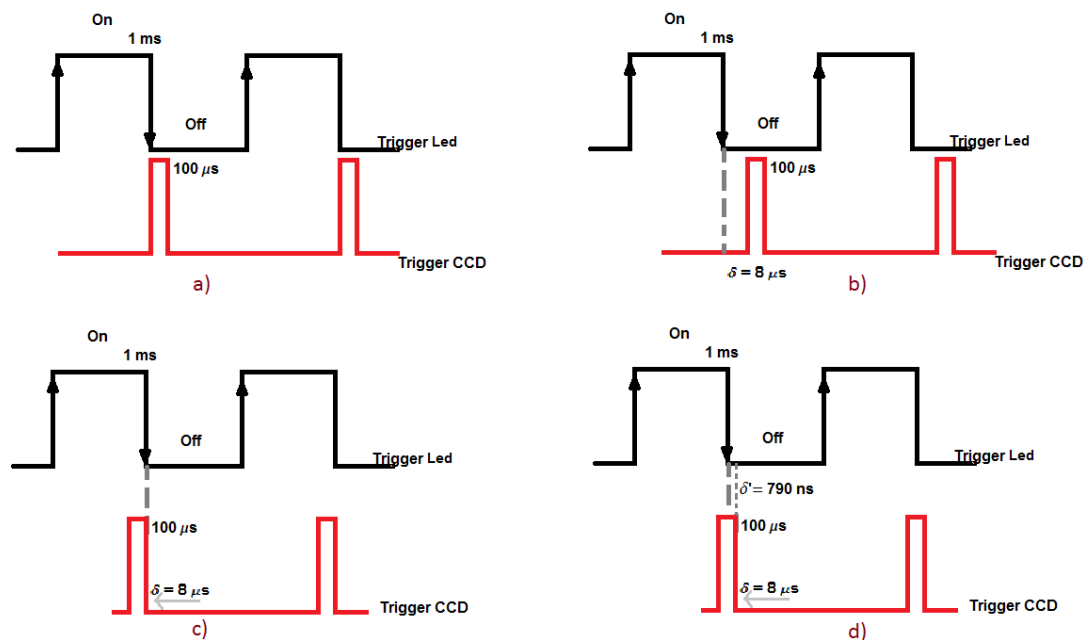 On
1 ms
Off
Trigger Led
100 μs
Trigger CCD
a)
On
1 ms
Off
Trigger Led
100 μs
Trigger CCD
δ = 8 μs
b)
On
1 ms
Off
Trigger Led
100 μs
δ = 8 μs
Trigger CCD
c)
On
1 ms
Off
Trigger Led
δ' = 790 ns
100 μs
δ = 8 μs
Trigger CCD
d)